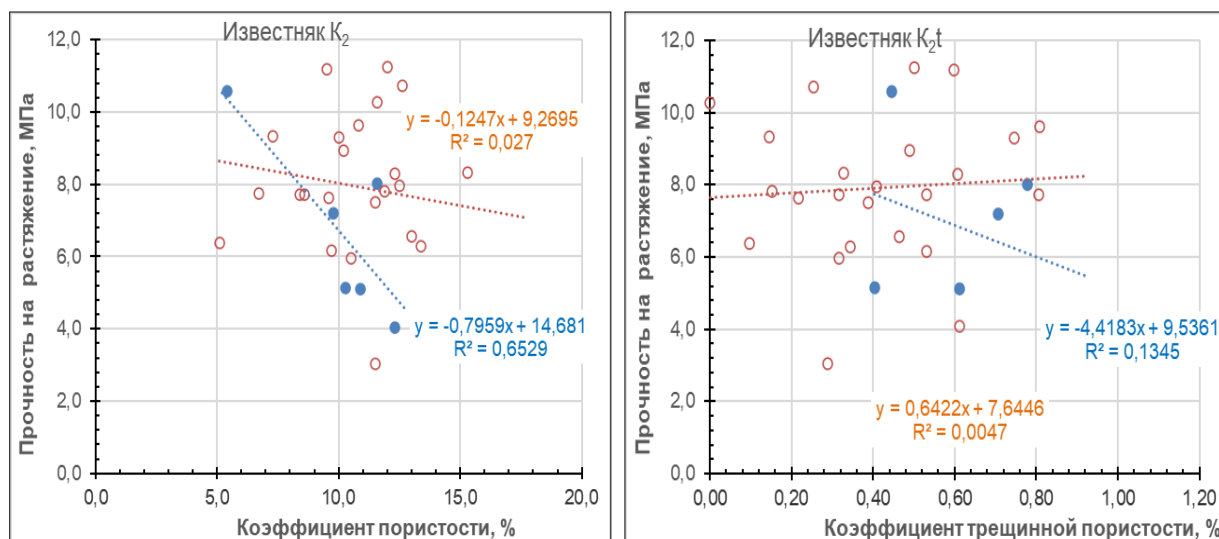 Известняк К₂
Прочность на растяжение, МПа
12,0
10,0
8,0
6,0
4,0
2,0
0,0
y = -0,1247x + 9,2695
R² = 0,027
y = -0,7959x + 14,681
R² = 0,6529
0,0 5,0 10,0 15,0 20,0
Коэффициент пористости, %
Известняк К₂t
Прочность на растяжение, МПа
12,0
10,0
8,0
6,0
4,0
2,0
0,0
y = -4,4183x + 9,5361
R² = 0,1345
y = 0,6422x + 7,6446
R² = 0,0047
0,00 0,20 0,40 0,60 0,80 1,00 1,20
Коэффициент трещинной пористости, %